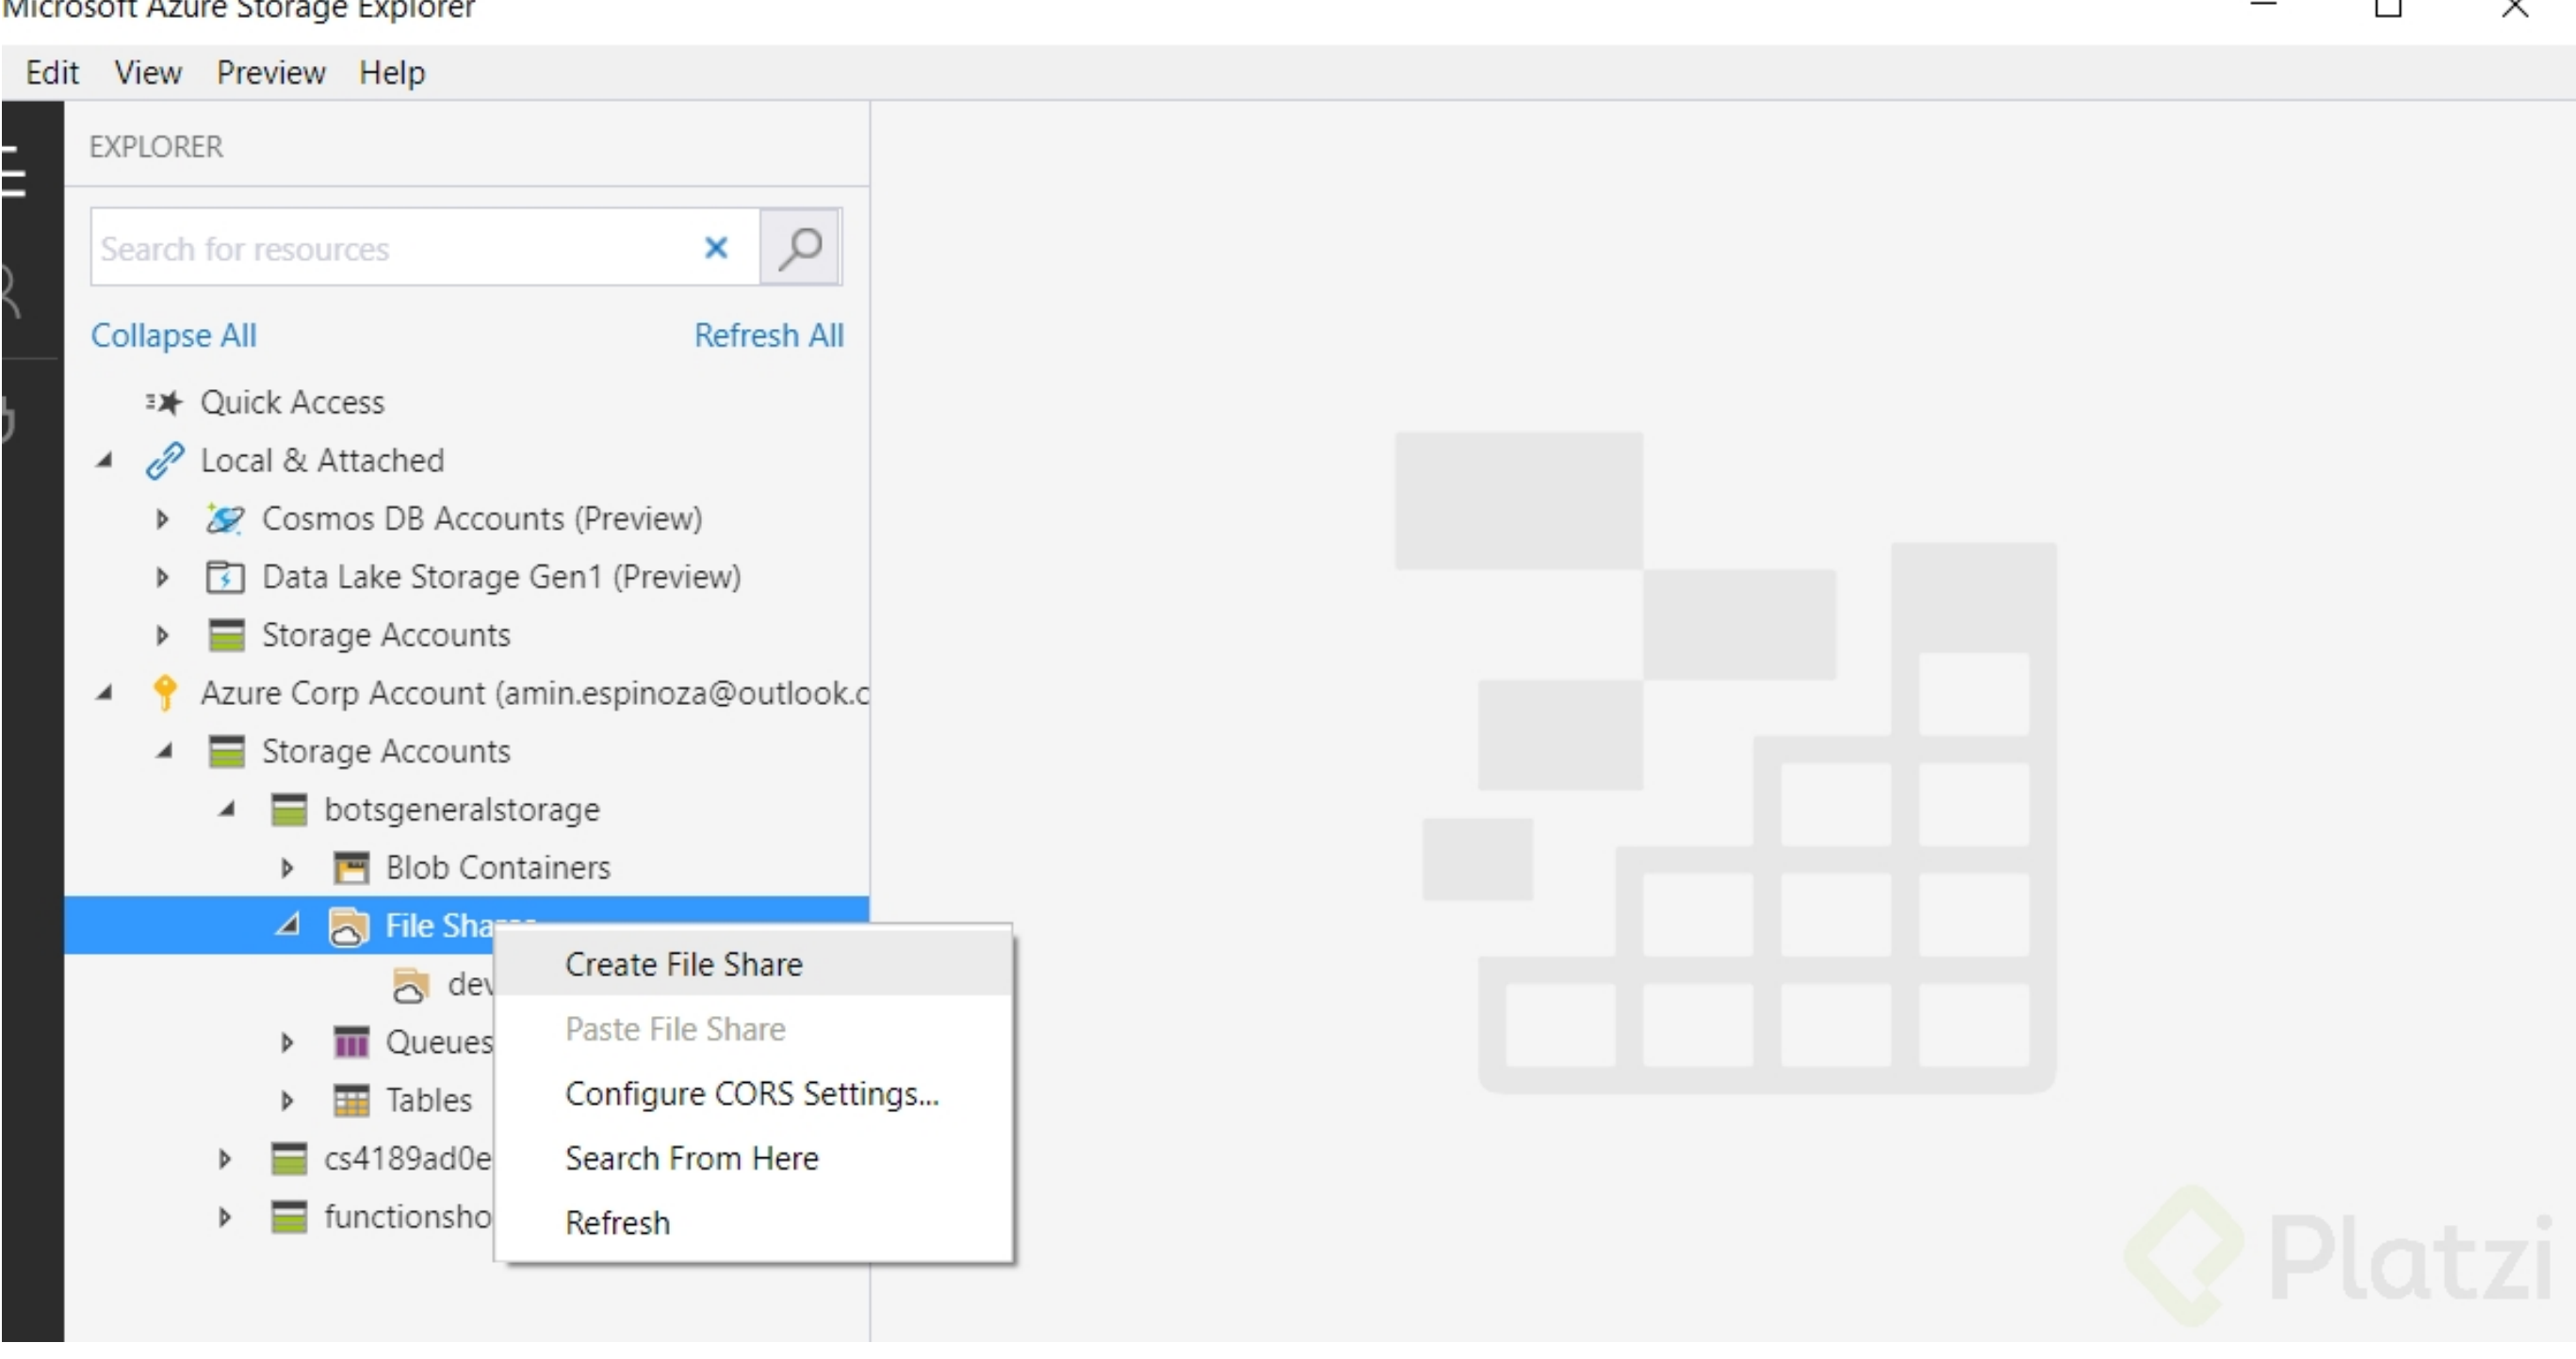 Microsoft Azure Storage Explorer
Edit View Preview Help
EXPLORER
Search for resources
Collapse All Refresh All
Quick Access
Local & Attached
Cosmos DB Accounts (Preview)
Data Lake Storage Gen1 (Preview)
Storage Accounts
Azure Corp Account (amin.espinoza@outlook.c
Storage Accounts
botsgeneralstorage
Blob Containers
File Shares
dev
Queues
Tables
cs4189ad0e
functionsho
Create File Share
Paste File Share
Configure CORS Settings...
Search From Here
Refresh
Platzi